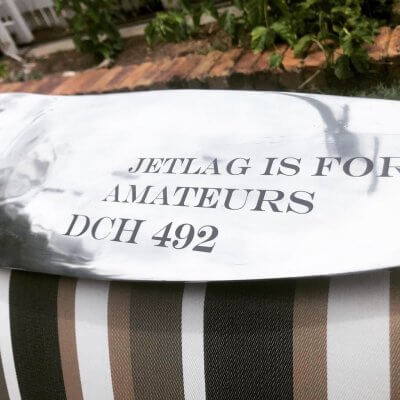 JETLAG IS FOR
AMATEURS
DCH 492